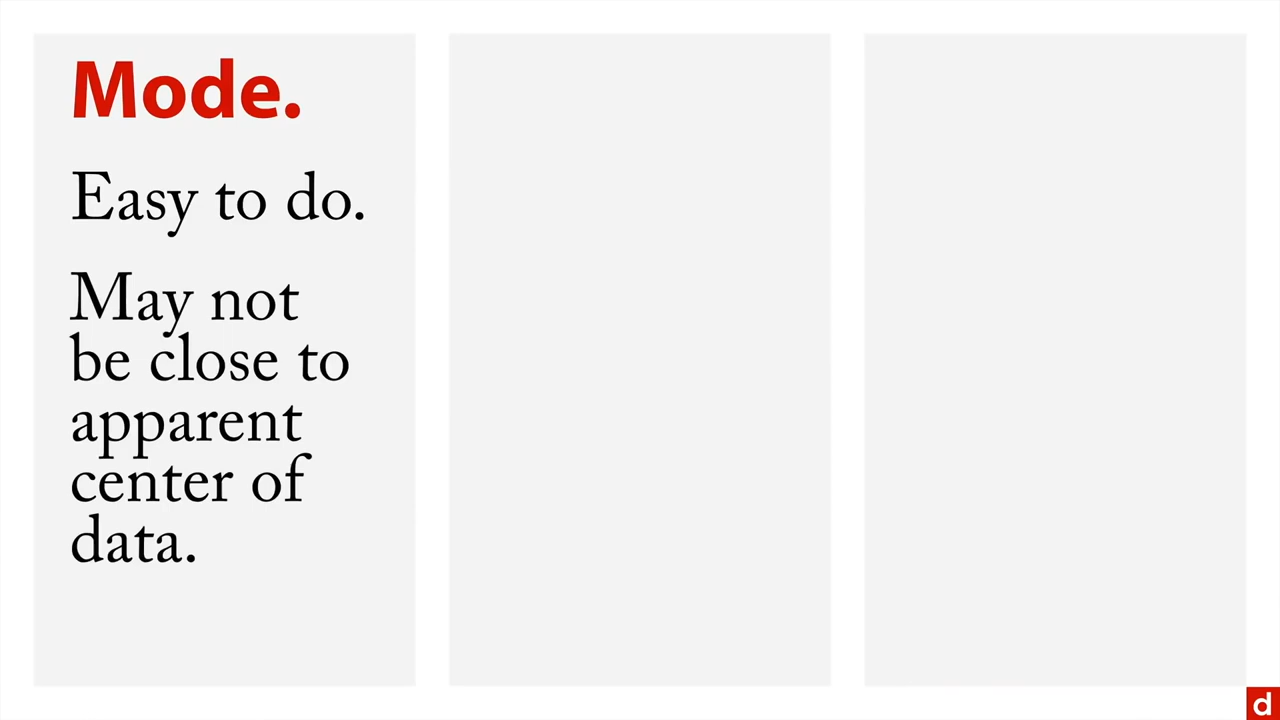 Mode.
Easy to do.
May not
be close to
apparent
center of
data.
d